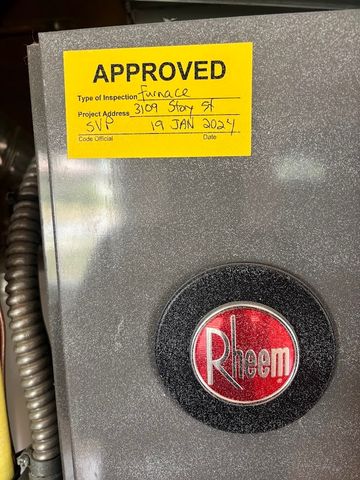 APPROVED
Type of Inspection Furnace
Project Address 3109 Story St
SVP 19 JAN 2024
Code Official Date
Rheem